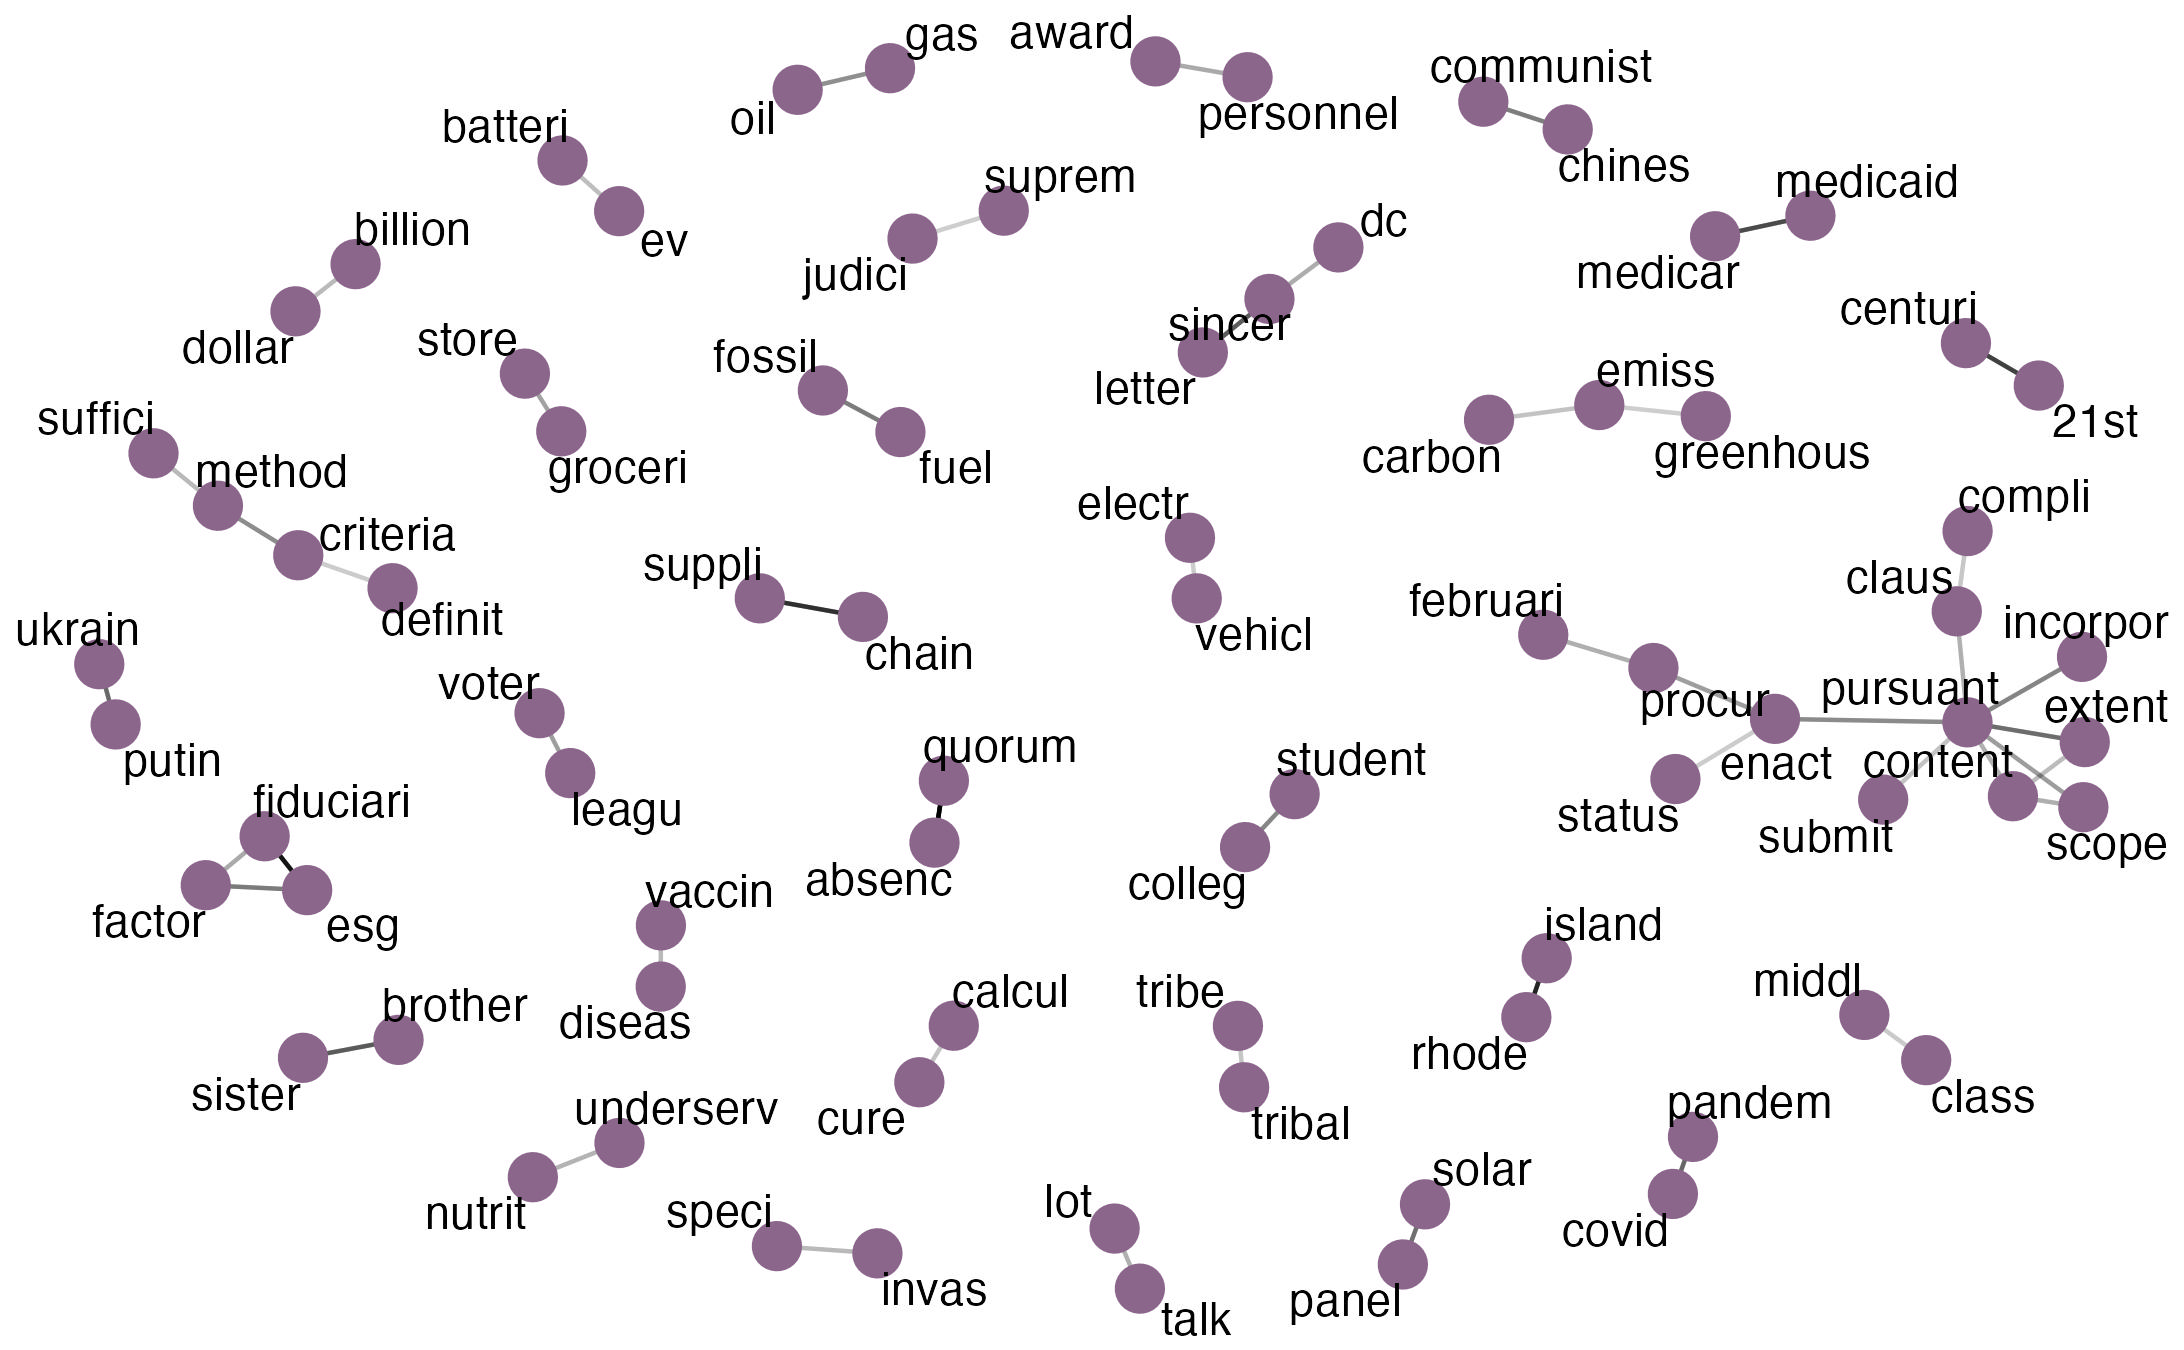 gas
award
oil
personnel
communist
chines
batteri
ev
suprem
judici
medicaid
medicar
billion
dollar
dc
sincer
letter
centuri
21st
store
groceri
fossil
fuel
emiss
carbon
greenhous
suffici
method
criteria
definit
electr
vehicl
compli
claus
suppli
chain
februari
procur
incorpor
pursuant
extent
enact
content
status
submit
scope
ukrain
putin
voter
leagu
quorum
absenc
student
colleg
fiduciari
factor
esg
vaccin
diseas
island
rhode
middl
class
brother
sister
calcul
cure
tribe
tribal
underserv
nutrit
pandem
covid
speci
invas
lot
talk
solar
panel